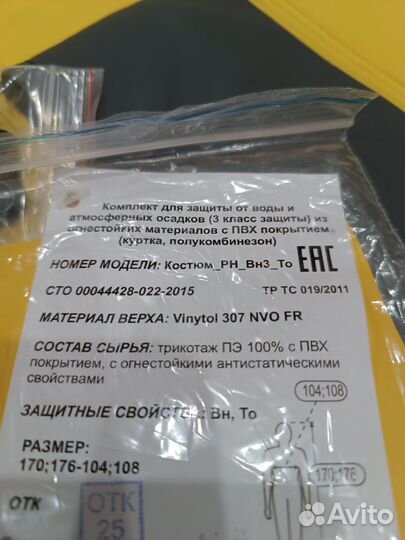 Комплект для защиты от воды и
атмосферных осадков (3 класс защиты) из
огнестойких материалов с ПВХ покрытием
(куртка, полукомбинезон)
НОМЕР МОДЕЛИ: Костюм_РН_Вн3_То
ЕАС
СТО 00044428-022-2015 ТР ТС 019/2011
МАТЕРИАЛ ВЕРХА: Vinytol 307 NVO FR
СОСТАВ СЫРЬЯ: трикотаж ПЭ 100% с ПВХ
покрытием, с огнестойкими антистатическими
свойствами
104;108
ЗАЩИТНЫЕ СВОЙСТВА: Вн, То
РАЗМЕР:
170;176-104;108
170;176
ОТК
ОТК
25
Avito